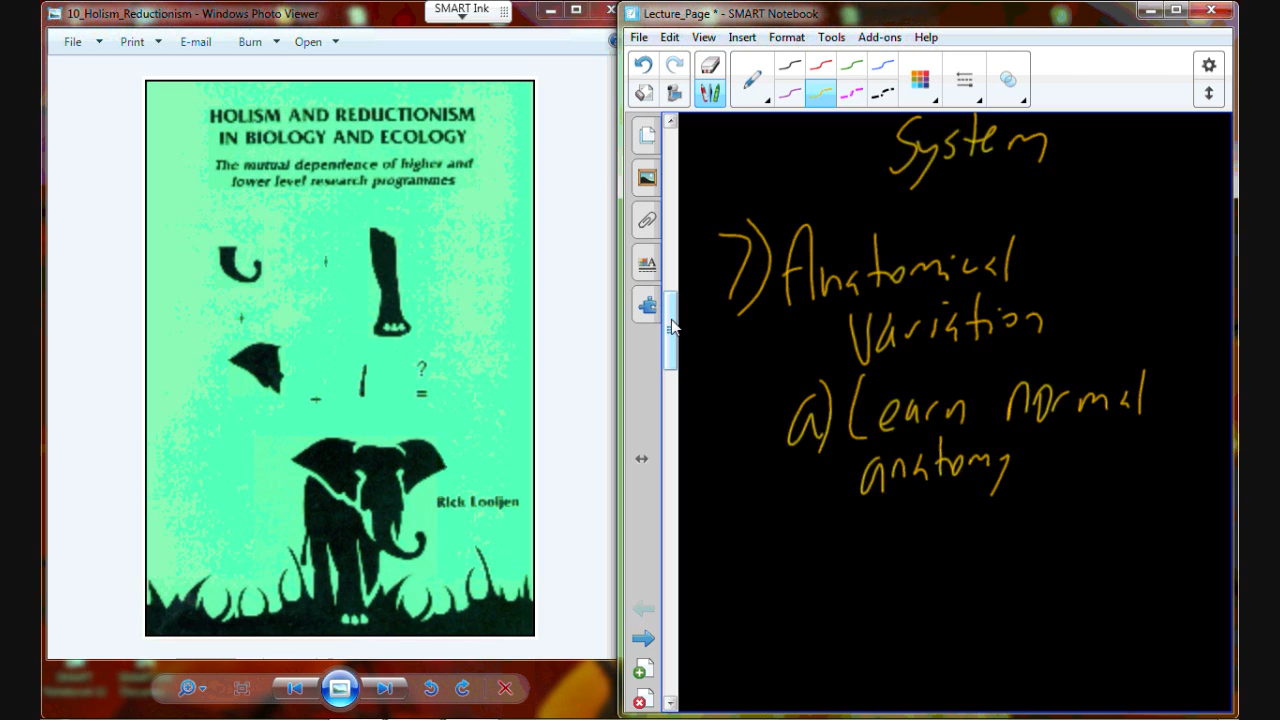 10_Holism_Reductionism - Windows Photo Viewer
SMART Ink
File Print E-mail Burn Open
HOLISM AND REDUCTIONISM
IN BIOLOGY AND ECOLOGY
The mutual dependence of higher and
lower level research programmes
+
+
?
+ =
Rick Looijen
Lecture_Page * - SMART Notebook
File Edit View Insert Format Tools Add-ons Help
System
7) Anatomical
Variation
a) Learn normal
anatomy